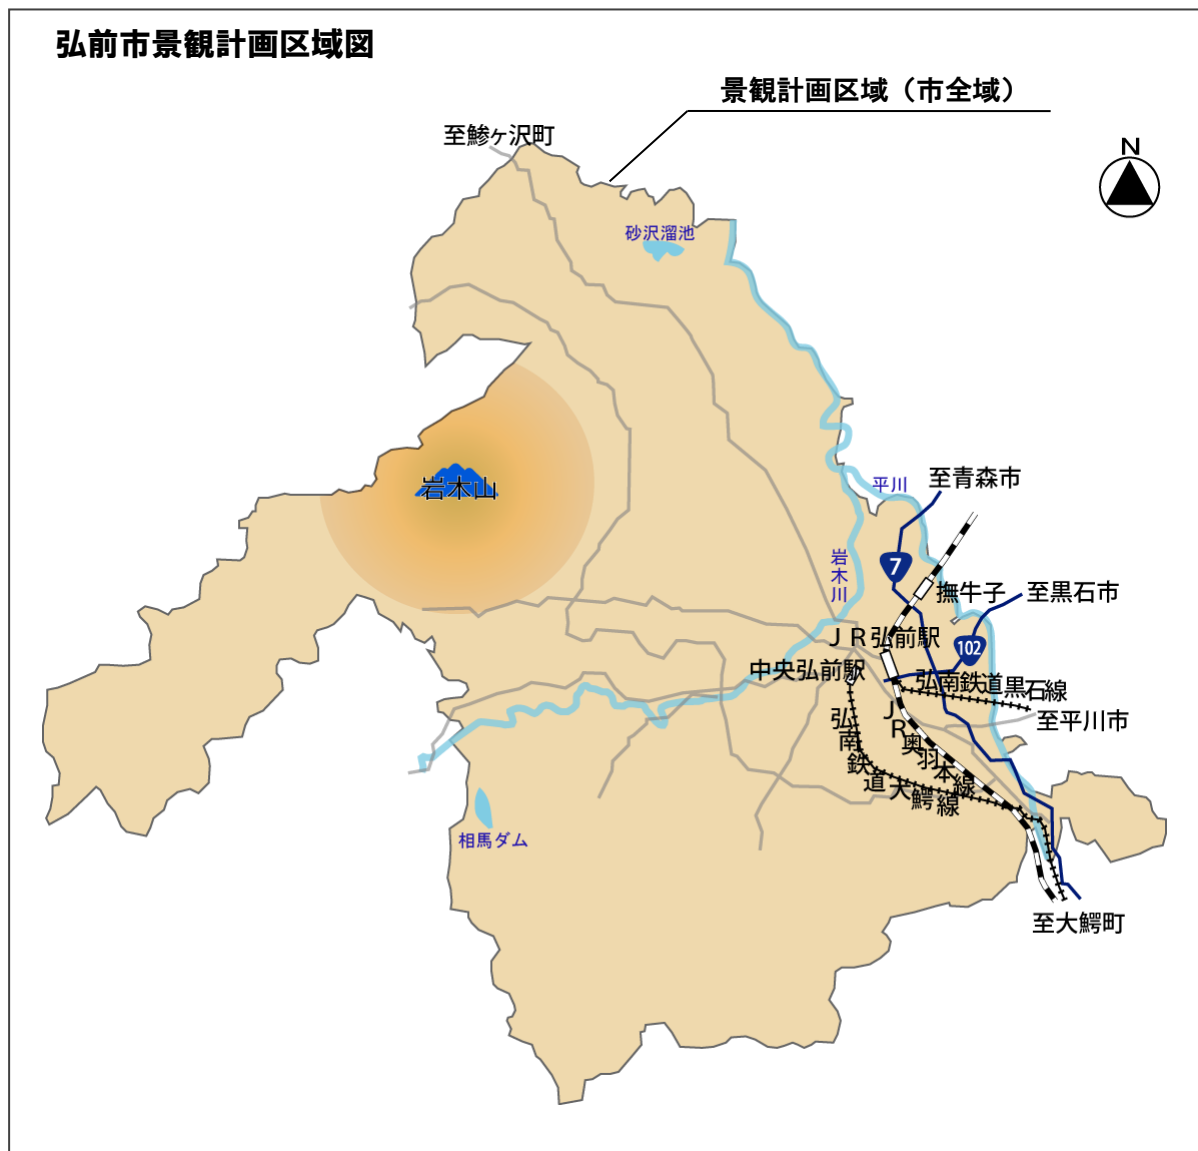 弘前市景観計画区域図
景観計画区域（市全域）
至鰺ヶ沢町
N
砂沢溜池
岩木山
平川
至青森市
7
岩木川
撫牛子
至黒石市
ＪＲ弘前駅
102
中央弘前駅
弘南鉄道黒石線
至平川市
ＪＲ奥羽本線
弘南鉄道大鰐線
相馬ダム
至大鰐町